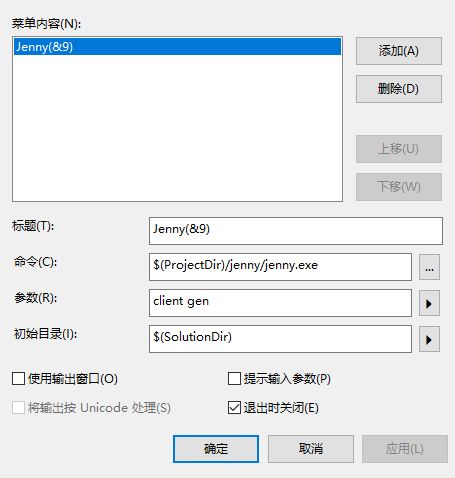 菜单内容(N):
Jenny(&9)
添加(A)
删除(D)
上移(U)
下移(W)
标题(T):
Jenny(&9)
命令(C):
$(ProjectDir)/jenny/jenny.exe
...
参数(R):
client gen
初始目录(I):
$(SolutionDir)
使用输出窗口(O)
提示输入参数(P)
将输出按 Unicode 处理(S)
退出时关闭(E)
确定
取消
应用(L)